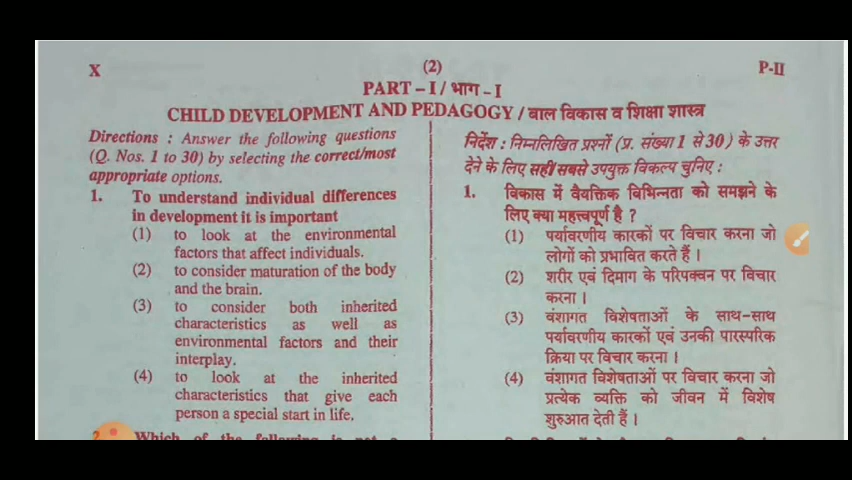 X
(2)
P-II
PART – I / भाग - I
CHILD DEVELOPMENT AND PEDAGOGY / बाल विकास व शिक्षा शास्त्र
Directions : Answer the following questions
(Q. Nos. 1 to 30) by selecting the correct/most
appropriate options.
1. To understand individual differences
in development it is important
(1) to look at the environmental
factors that affect individuals.
(2) to consider maturation of the body
and the brain.
(3) to consider both inherited
characteristics as well as
environmental factors and their
interplay.
(4) to look at the inherited
characteristics that give each
person a special start in life.
Which of the following is not a
निर्देश : निम्नलिखित प्रश्नों (प्र. संख्या 1 से 30) के उत्तर
देने के लिए सही/सबसे उपयुक्त विकल्प चुनिए :
1. विकास में वैयक्तिक विभिन्नता को समझने के
लिए क्या महत्त्वपूर्ण है ?
(1) पर्यावरणीय कारकों पर विचार करना जो
लोगों को प्रभावित करते हैं ।
(2) शरीर एवं दिमाग के परिपक्वन पर विचार
करना ।
(3) वंशागत विशेषताओं के साथ-साथ
पर्यावरणीय कारकों एवं उनकी पारस्परिक
क्रिया पर विचार करना ।
(4) वंशागत विशेषताओं पर विचार करना जो
प्रत्येक व्यक्ति को जीवन में विशेष
शुरुआत देती हैं ।